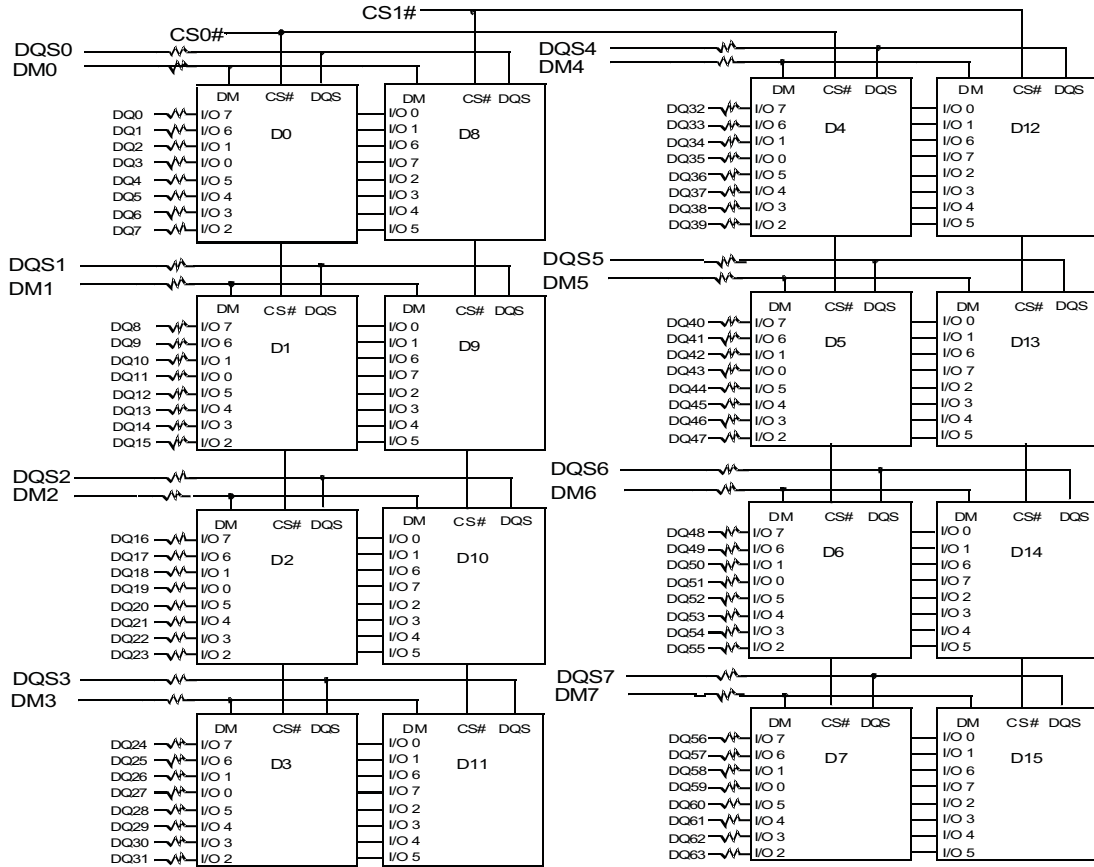 CS1#
CS0#
DQS0
DM0
DM CS# DQS
DM CS# DQS
D0
D8
DQ0 I/O 7 I/O 0
DQ1 I/O 6 I/O 1
DQ2 I/O 1 I/O 6
DQ3 I/O 0 I/O 7
DQ4 I/O 5 I/O 2
DQ5 I/O 4 I/O 3
DQ6 I/O 3 I/O 4
DQ7 I/O 2 I/O 5
DQS1
DM1
DM CS# DQS
DM CS# DQS
D1
D9
DQ8 I/O 7 I/O 0
DQ9 I/O 6 I/O 1
DQ10 I/O 1 I/O 6
DQ11 I/O 0 I/O 7
DQ12 I/O 5 I/O 2
DQ13 I/O 4 I/O 3
DQ14 I/O 3 I/O 4
DQ15 I/O 2 I/O 5
DQS2
DM2
DM CS# DQS
DM CS# DQS
D2
D10
DQ16 I/O 7 I/O 0
DQ17 I/O 6 I/O 1
DQ18 I/O 1 I/O 6
DQ19 I/O 0 I/O 7
DQ20 I/O 5 I/O 2
DQ21 I/O 4 I/O 3
DQ22 I/O 3 I/O 4
DQ23 I/O 2 I/O 5
DQS3
DM3
DM CS# DQS
DM CS# DQS
D3
D11
DQ24 I/O 7 I/O 0
DQ25 I/O 6 I/O 1
DQ26 I/O 1 I/O 6
DQ27 I/O 0 I/O 7
DQ28 I/O 5 I/O 2
DQ29 I/O 4 I/O 3
DQ30 I/O 3 I/O 4
DQ31 I/O 2 I/O 5
DQS4
DM4
DM CS# DQS
DM CS# DQS
D4
D12
DQ32 I/O 7 I/O 0
DQ33 I/O 6 I/O 1
DQ34 I/O 1 I/O 6
DQ35 I/O 0 I/O 7
DQ36 I/O 5 I/O 2
DQ37 I/O 4 I/O 3
DQ38 I/O 3 I/O 4
DQ39 I/O 2 I/O 5
DQS5
DM5
DM CS# DQS
DM CS# DQS
D5
D13
DQ40 I/O 7 I/O 0
DQ41 I/O 6 I/O 1
DQ42 I/O 1 I/O 6
DQ43 I/O 0 I/O 7
DQ44 I/O 5 I/O 2
DQ45 I/O 4 I/O 3
DQ46 I/O 3 I/O 4
DQ47 I/O 2 I/O 5
DQS6
DM6
DM CS# DQS
DM CS# DQS
D6
D14
DQ48 I/O 7 I/O 0
DQ49 I/O 6 I/O 1
DQ50 I/O 1 I/O 6
DQ51 I/O 0 I/O 7
DQ52 I/O 5 I/O 2
DQ53 I/O 4 I/O 3
DQ54 I/O 3 I/O 4
DQ55 I/O 2 I/O 5
DQS7
DM7
DM CS# DQS
DM CS# DQS
D7
D15
DQ56 I/O 7 I/O 0
DQ57 I/O 6 I/O 1
DQ58 I/O 1 I/O 6
DQ59 I/O 0 I/O 7
DQ60 I/O 5 I/O 2
DQ61 I/O 4 I/O 3
DQ62 I/O 3 I/O 4
DQ63 I/O 2 I/O 5